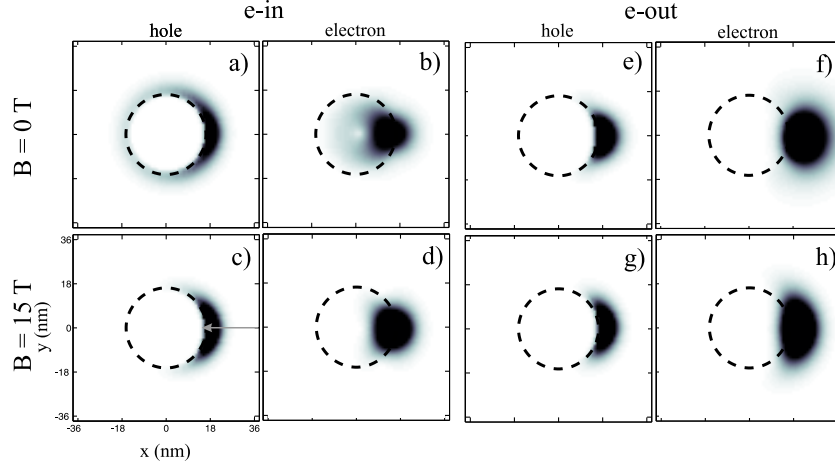 e-in e-out
hole electron hole electron
a) b) e) f)
B = 0 T
c) d) g) h)
B = 15 T
y (nm)
36
18
0
-18
-36
-36 -18 0 18 36
x (nm)